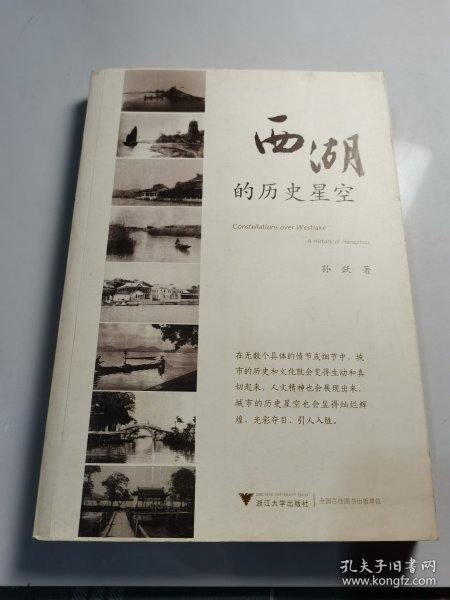 西湖
的历史星空
Constellations over Westlake
A History of Hangzhou
孙跃 著
在无数个具体的情节或细节中，城
市的历史和文化就会变得生动和真
切起来，人文精神也会展现出来，
城市的历史星空也会显得灿烂辉
煌、光彩夺目、引人入胜。
ZHEJIANG UNIVERSITY PRESS
浙江大学出版社
全国百佳图书出版单位
孔夫子旧书网
www.kongfz.com